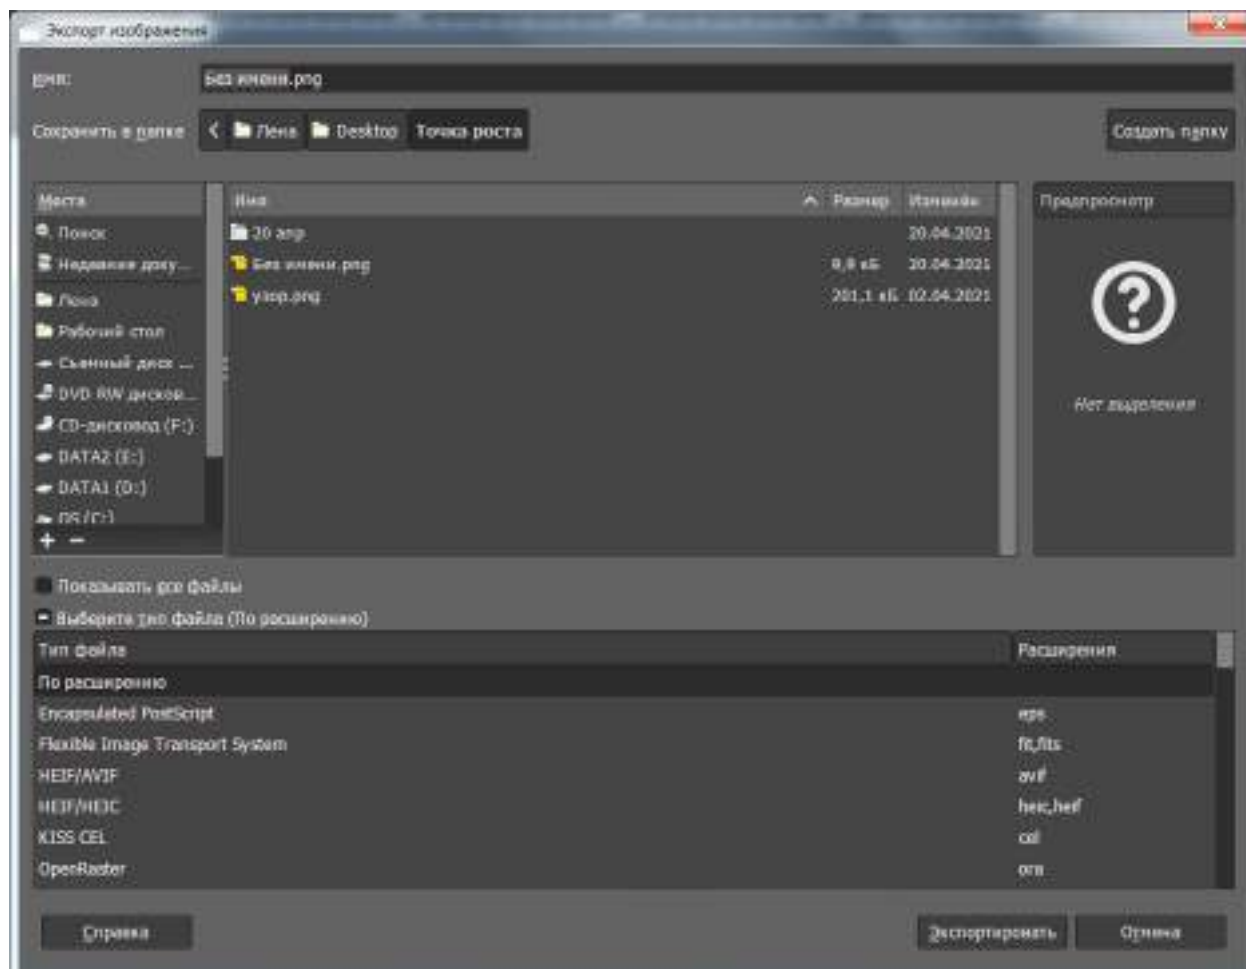 Экспорт изображения
Имя: Без имени.png
Сохранить в папке Лена Desktop Точка роста Создать папку
Места Имя Размер Изменён Предпросмотр
Поиск 20 апр 20.04.2021
Недавние доку... Без имени.png 20.04.2021
Лена узор.png 201,1 кБ 02.04.2021
Рабочий стол
Съемный диск ...
DVD RW дисков...
Нет выделения
CD-дисковод (F:)
DATA2 (E:)
DATA1 (D:)
OS (C:)
Показывать все файлы
Выберите тип файла (По расширению)
Тип файла Расширения
По расширению
Encapsulated PostScript eps
Flexible Image Transport System fit,fits
HEIF/AVIF avif
HEIF/HEIC heic,heif
KISS CEL cel
OpenRaster ora
Справка Экспортировать Отмена